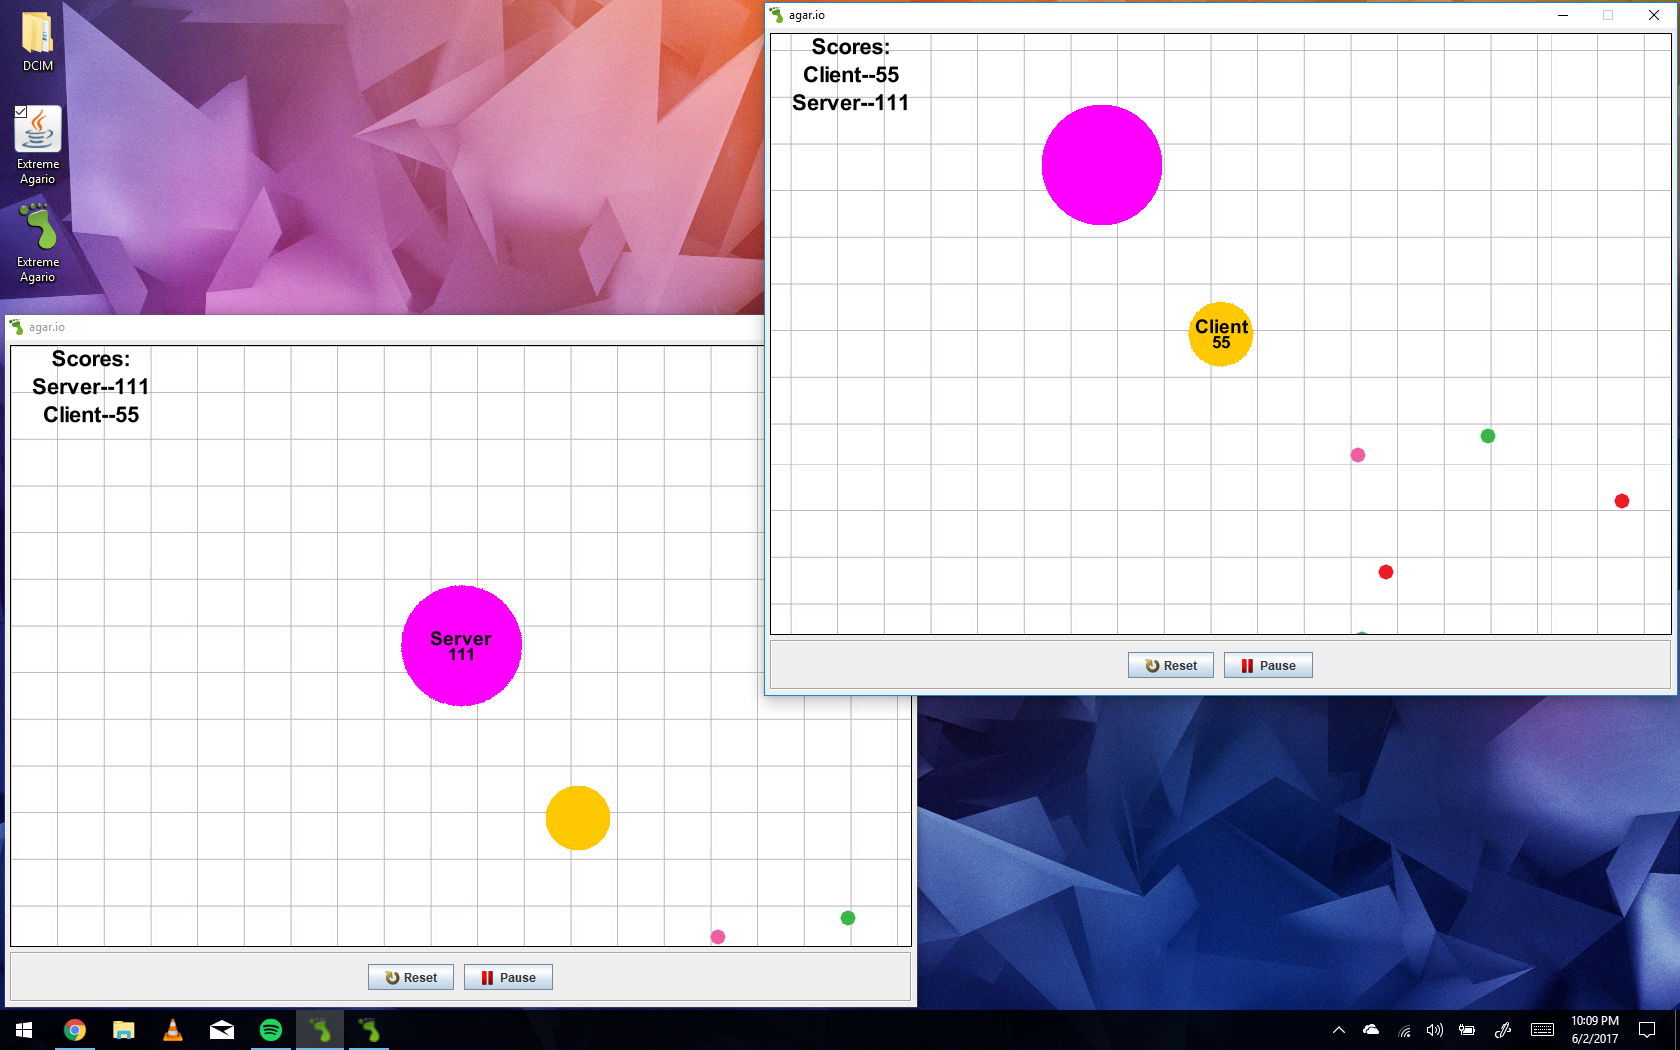 DCIM
Extreme
Agario
Extreme
Agario
agar.io
Scores:
Server--111
Client--55
Server
111
Reset
Pause
agar.io
Scores:
Client--55
Server--111
Client
55
Reset
Pause
10:09 PM
6/2/2017